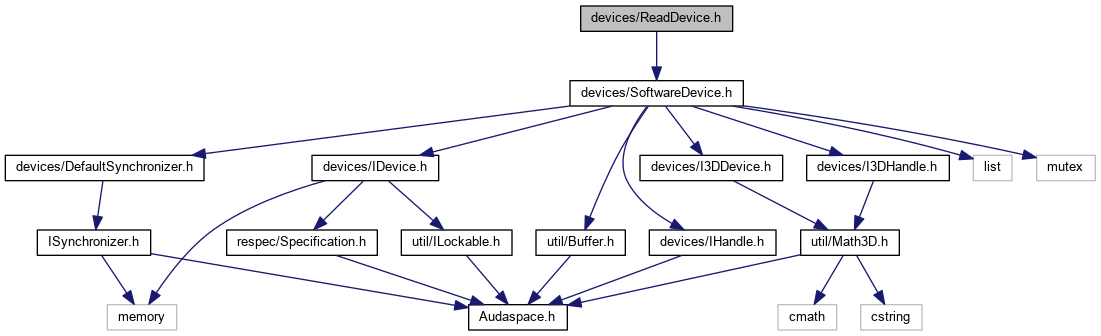 devices/ReadDevice.h
devices/SoftwareDevice.h
devices/DefaultSynchronizer.h
devices/IDevice.h
devices/I3DDevice.h
devices/I3DHandle.h
list
mutex
ISynchronizer.h
respec/Specification.h
util/ILockable.h
util/Buffer.h
devices/IHandle.h
util/Math3D.h
memory
Audaspace.h
cmath
cstring